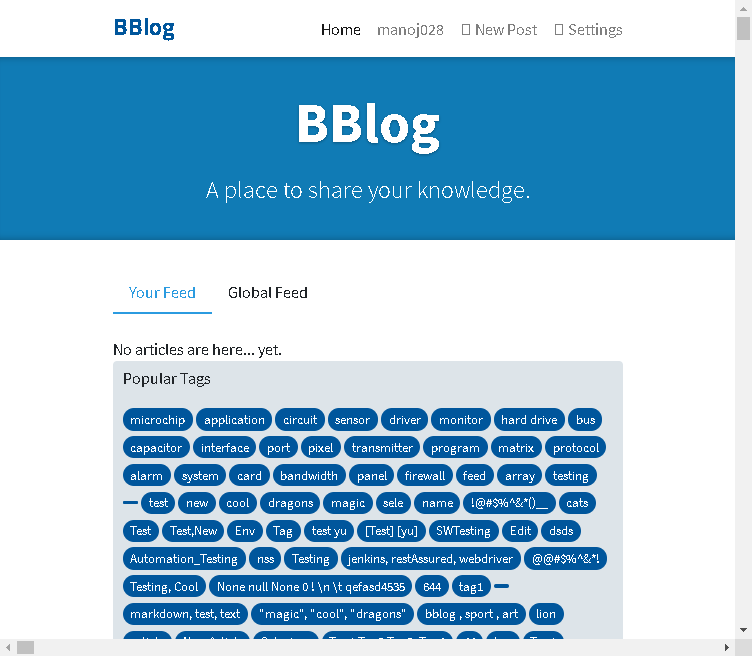 BBlog Home manoj028 New Post Settings
BBlog
A place to share your knowledge.
Your Feed Global Feed
No articles are here... yet.
Popular Tags
microchip application circuit sensor driver monitor hard drive bus
capacitor interface port pixel transmitter program matrix protocol
alarm system card bandwidth panel firewall feed array testing
test new cool dragons magic sele name !@#$%^&*()__ cats
Test Test,New Env Tag test yu [Test] [yu] SWTesting Edit dsds
Automation_Testing nss Testing jenkins, restAssured, webdriver @@#$%^&*!
Testing, Cool None null None 0 ! \n \t qefasd4535 644 tag1
markdown, test, text "magic", "cool", "dragons" bblog , sport , art lion